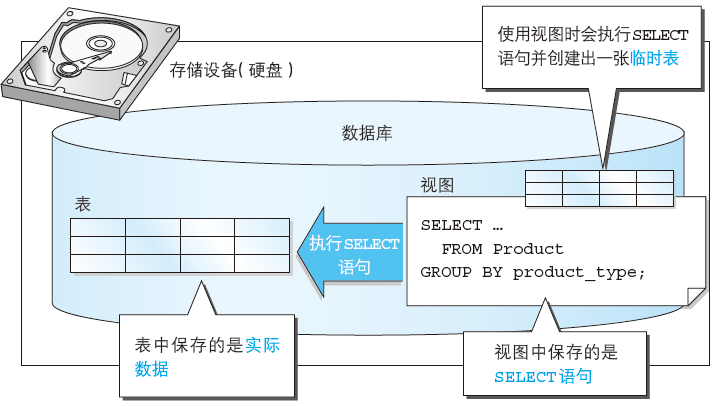 存储设备(硬盘)
使用视图时会执行SELECT
语句并创建出一张临时表
数据库
表
视图
执行SELECT
语句
SELECT …
FROM Product
GROUP BY product_type;
表中保存的是实际
数据
视图中保存的是
SELECT语句